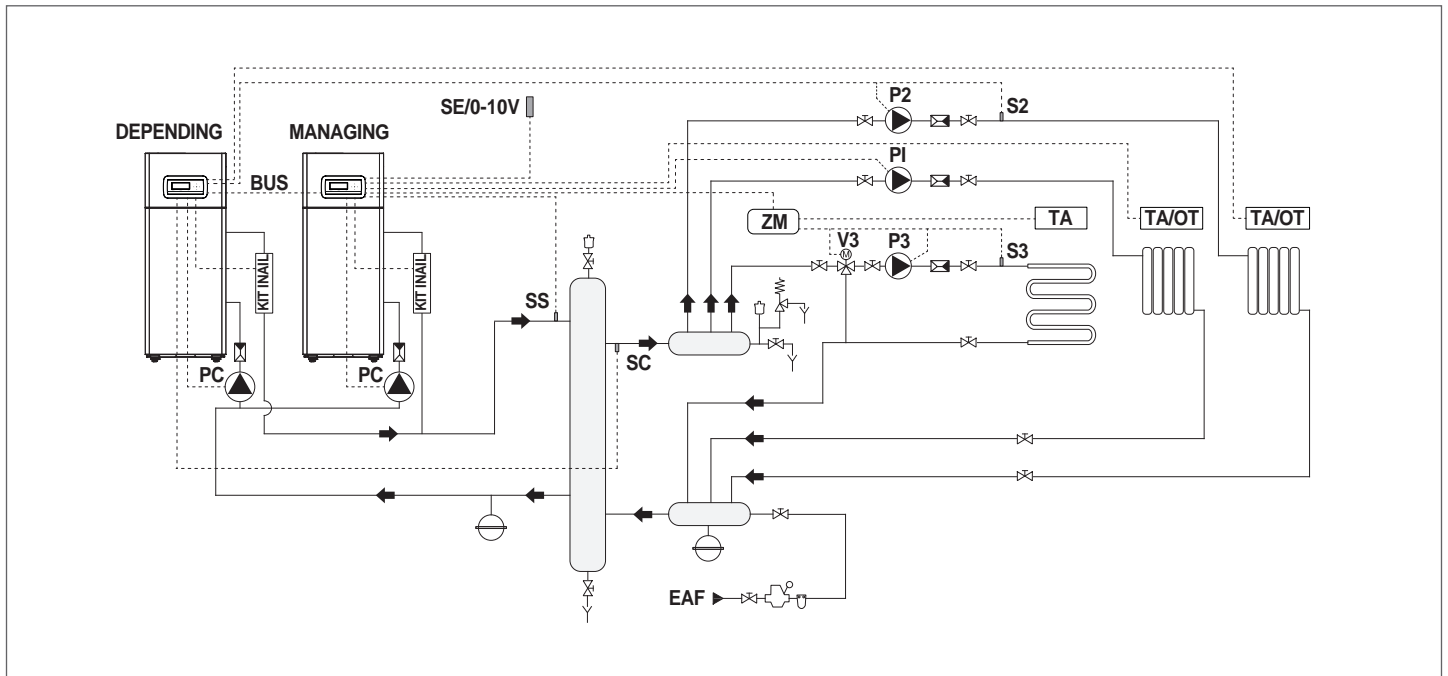 SE/0-10V
P2
S2
DEPENDING
MANAGING
PI
BUS
ZM
TA
TA/OT
TA/OT
V3
M
P3
S3
KIT INAIL
KIT INAIL
SS
SC
PC
PC
EAF